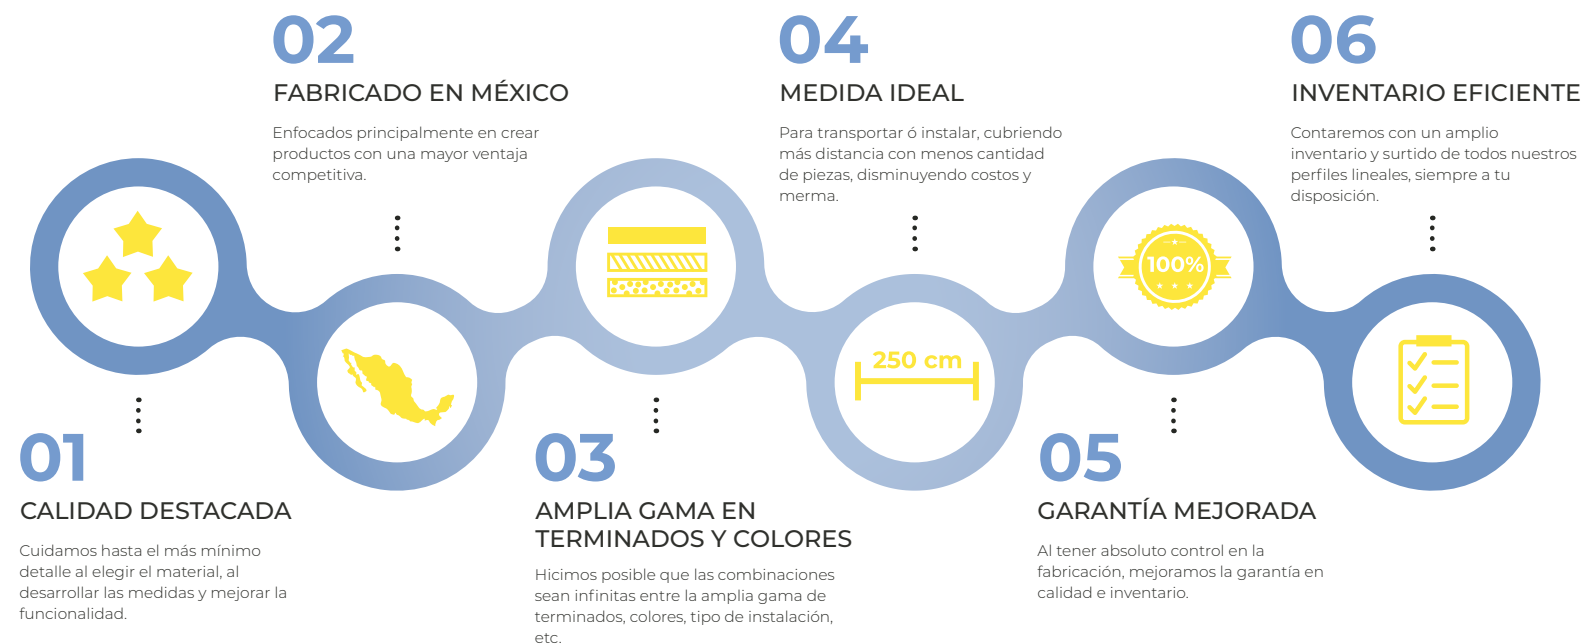 01
CALIDAD DESTACADA
Cuidamos hasta el más mínimo
detalle al elegir el material, al
desarrollar las medidas y mejorar la
funcionalidad.
02
FABRICADO EN MÉXICO
Enfocados principalmente en crear
productos con una mayor ventaja
competitiva.
03
AMPLIA GAMA EN
TERMINADOS Y COLORES
Hicimos posible que las combinaciones
sean infinitas entre la amplia gama de
terminados, colores, tipo de instalación,
etc.
04
MEDIDA IDEAL
Para transportar ó instalar, cubriendo
más distancia con menos cantidad
de piezas, disminuyendo costos y
merma.
250 cm
05
GARANTÍA MEJORADA
Al tener absoluto control en la
fabricación, mejoramos la garantía en
calidad e inventario.
100%
06
INVENTARIO EFICIENTE
Contaremos con un amplio
inventario y surtido de todos nuestros
perfiles lineales, siempre a tu
disposición.